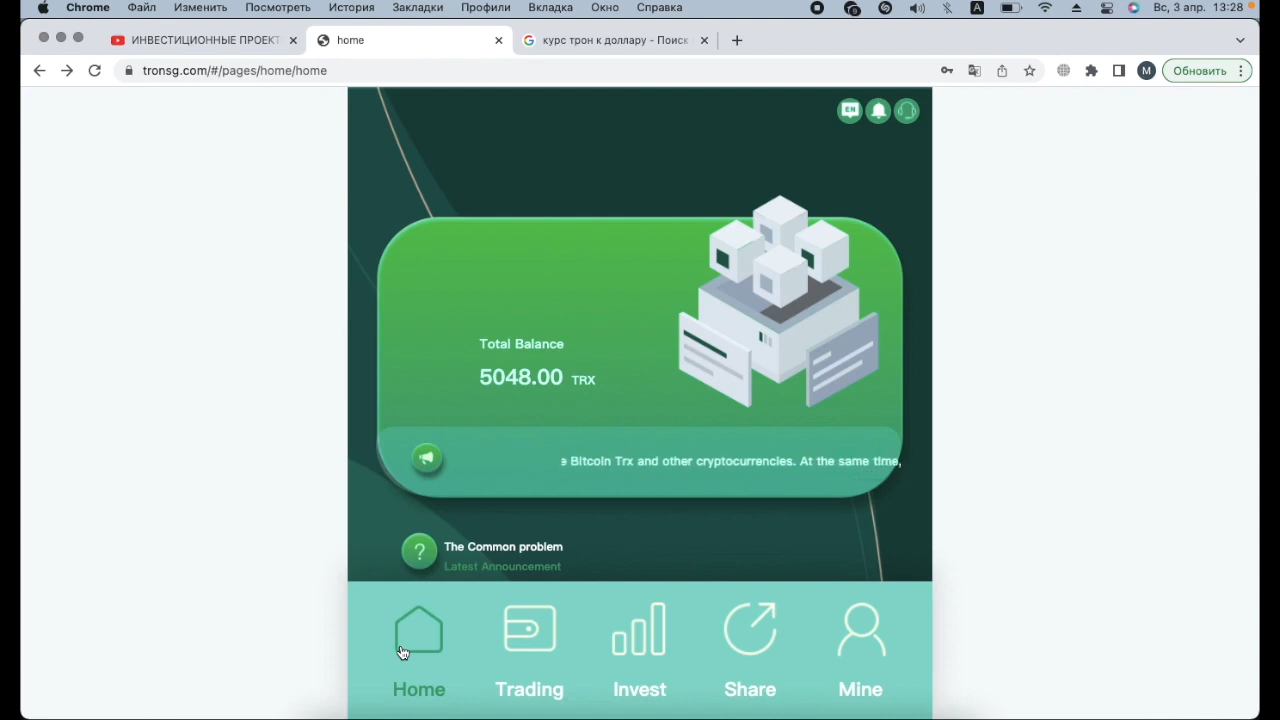 Chrome Файл Изменить Посмотреть История Закладки Профили Вкладка Окно Справка A Вс, 3 апр. 13:28
ИНВЕСТИЦИОННЫЕ ПРОЕКТ home курс трон к доллару - Поиск
tronsg.com/#/pages/home/home M Обновить
EN
Total Balance
5048.00 TRX
Bitcoin Trx and other cryptocurrencies. At the same time,
? The Common problem
Latest Announcement
Home Trading Invest Share Mine